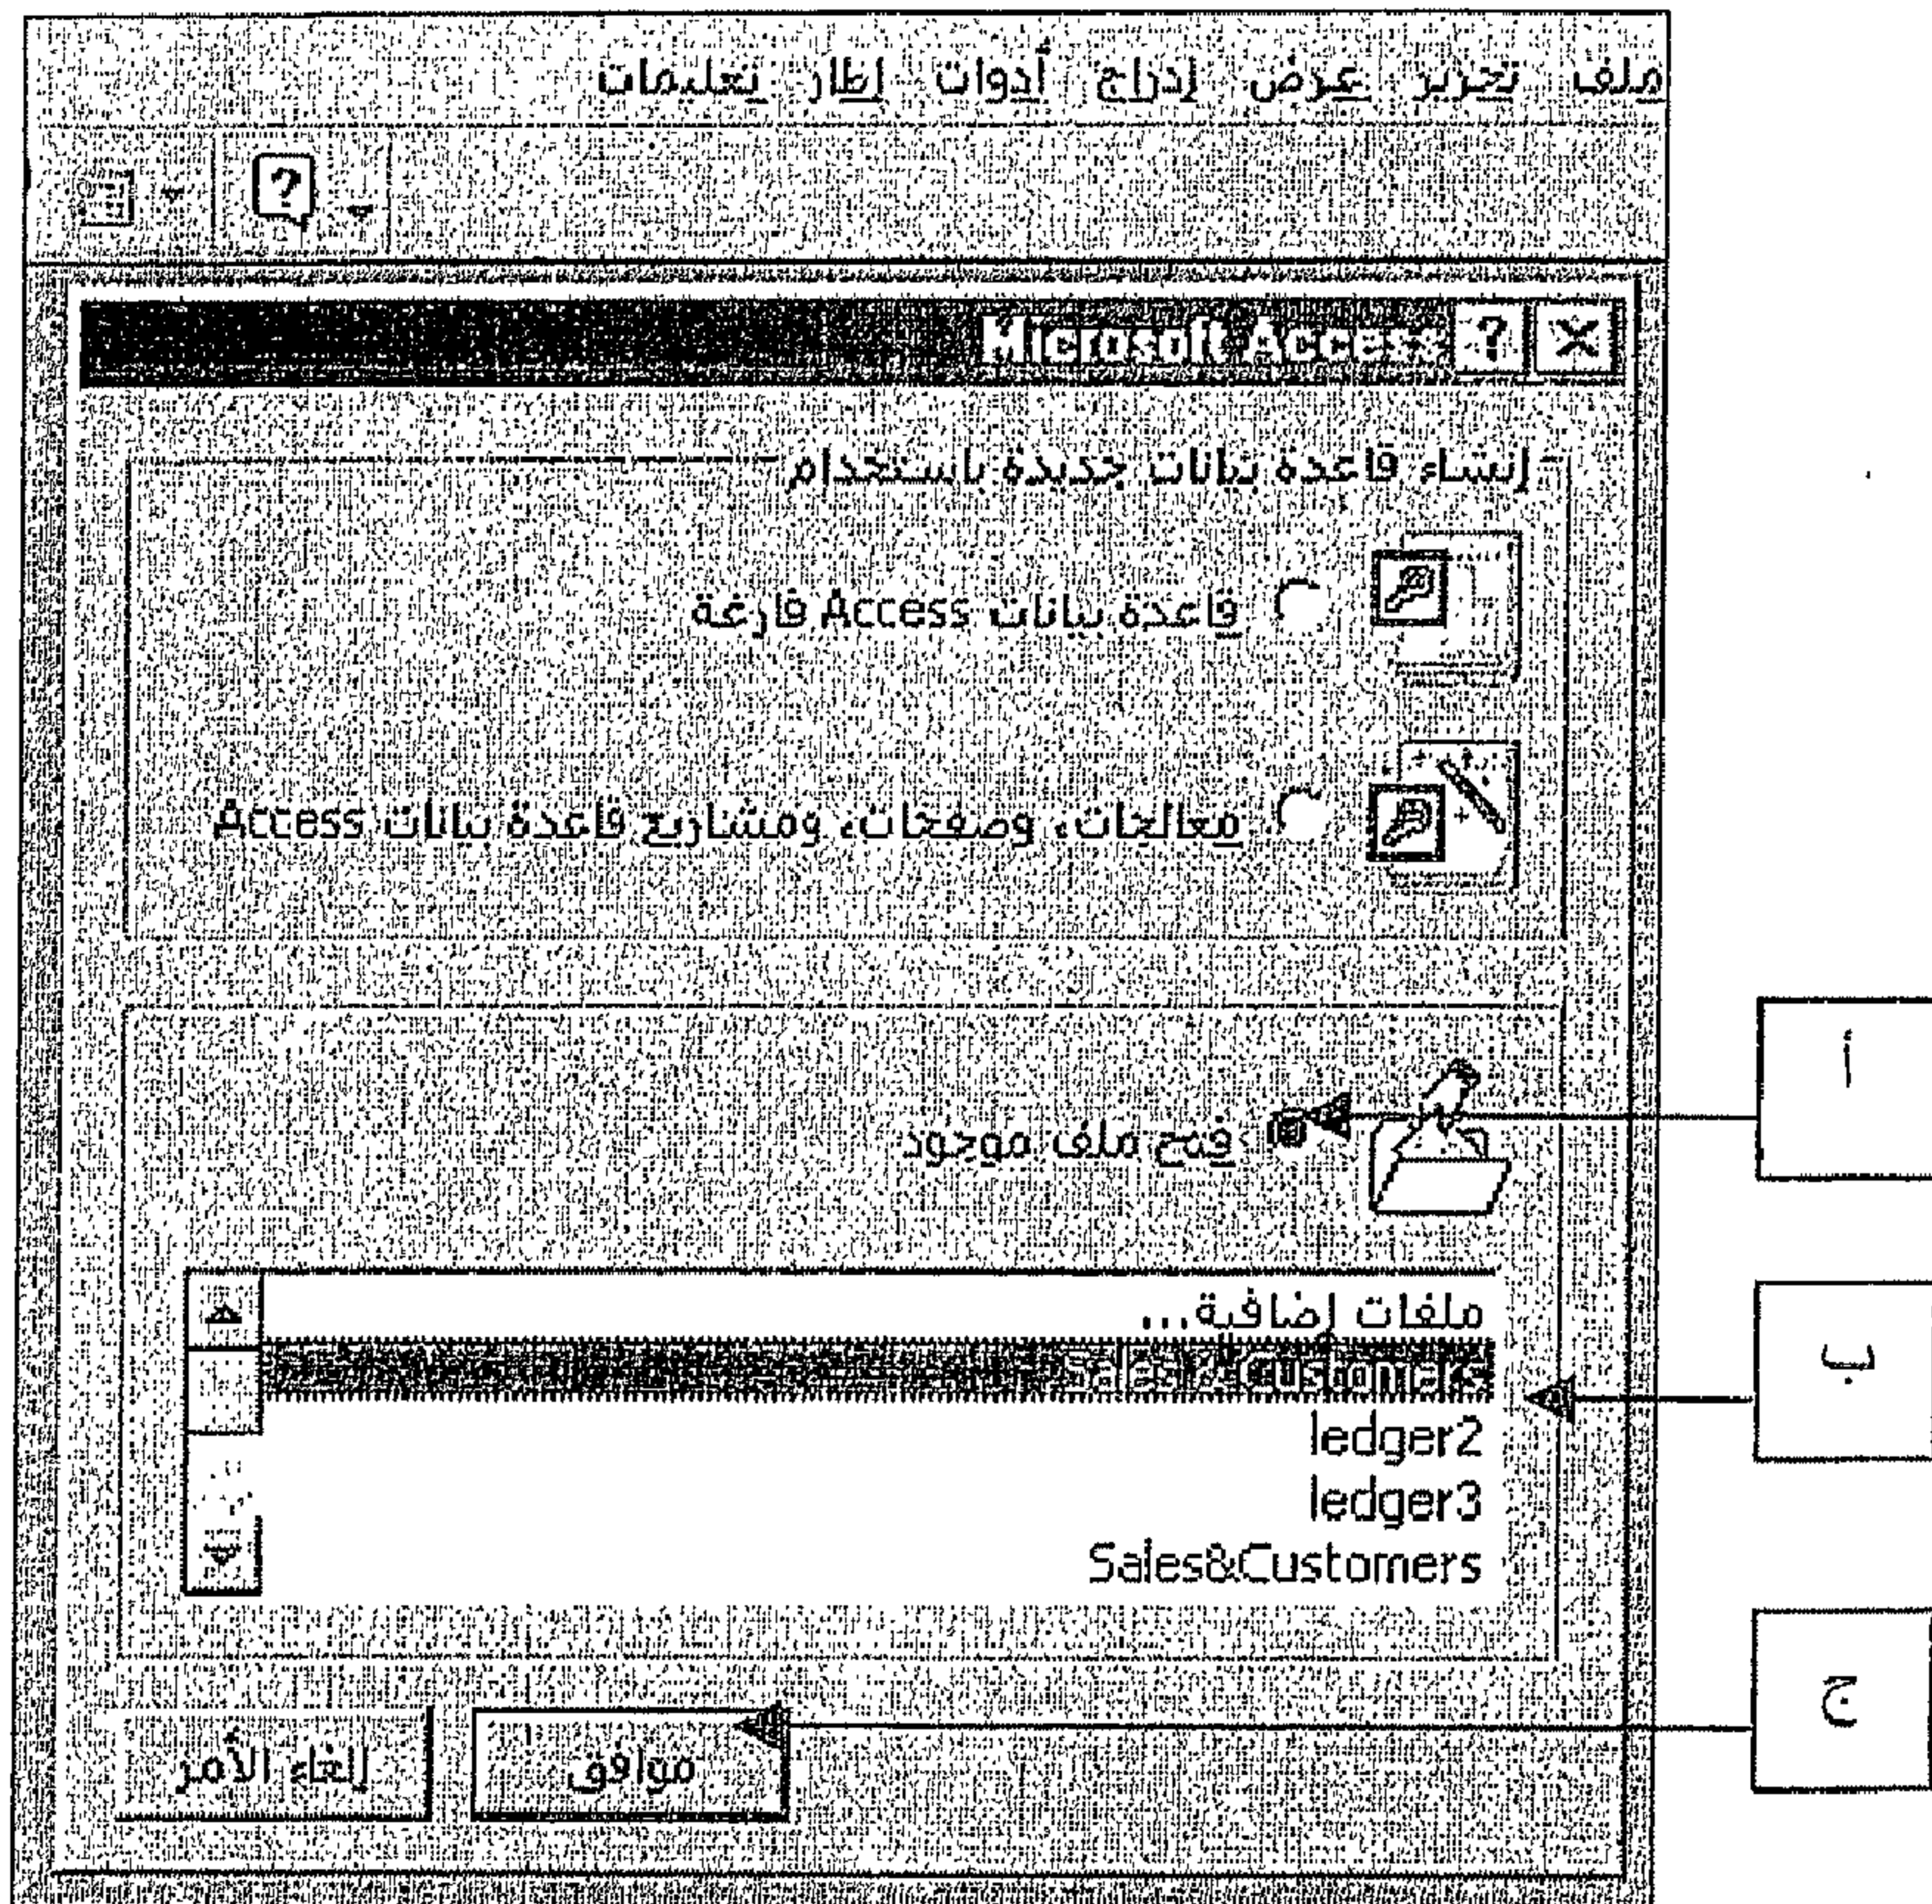 ملف تحرير عرض إدراج أدوات إطار تعليمات
?
Microsoft Access ?
إنشاء قاعدة بيانات جديدة باستخدام
قاعدة بيانات Access فارغة
معالجات، وصفحات، ومشاريع قاعدة بيانات Access
أ
فتح ملف موجود
ملفات إضافية...
ب
Sales&Customers
ledger2
ledger3
Sales&Customers
ج
موافق
إلغاء الأمر